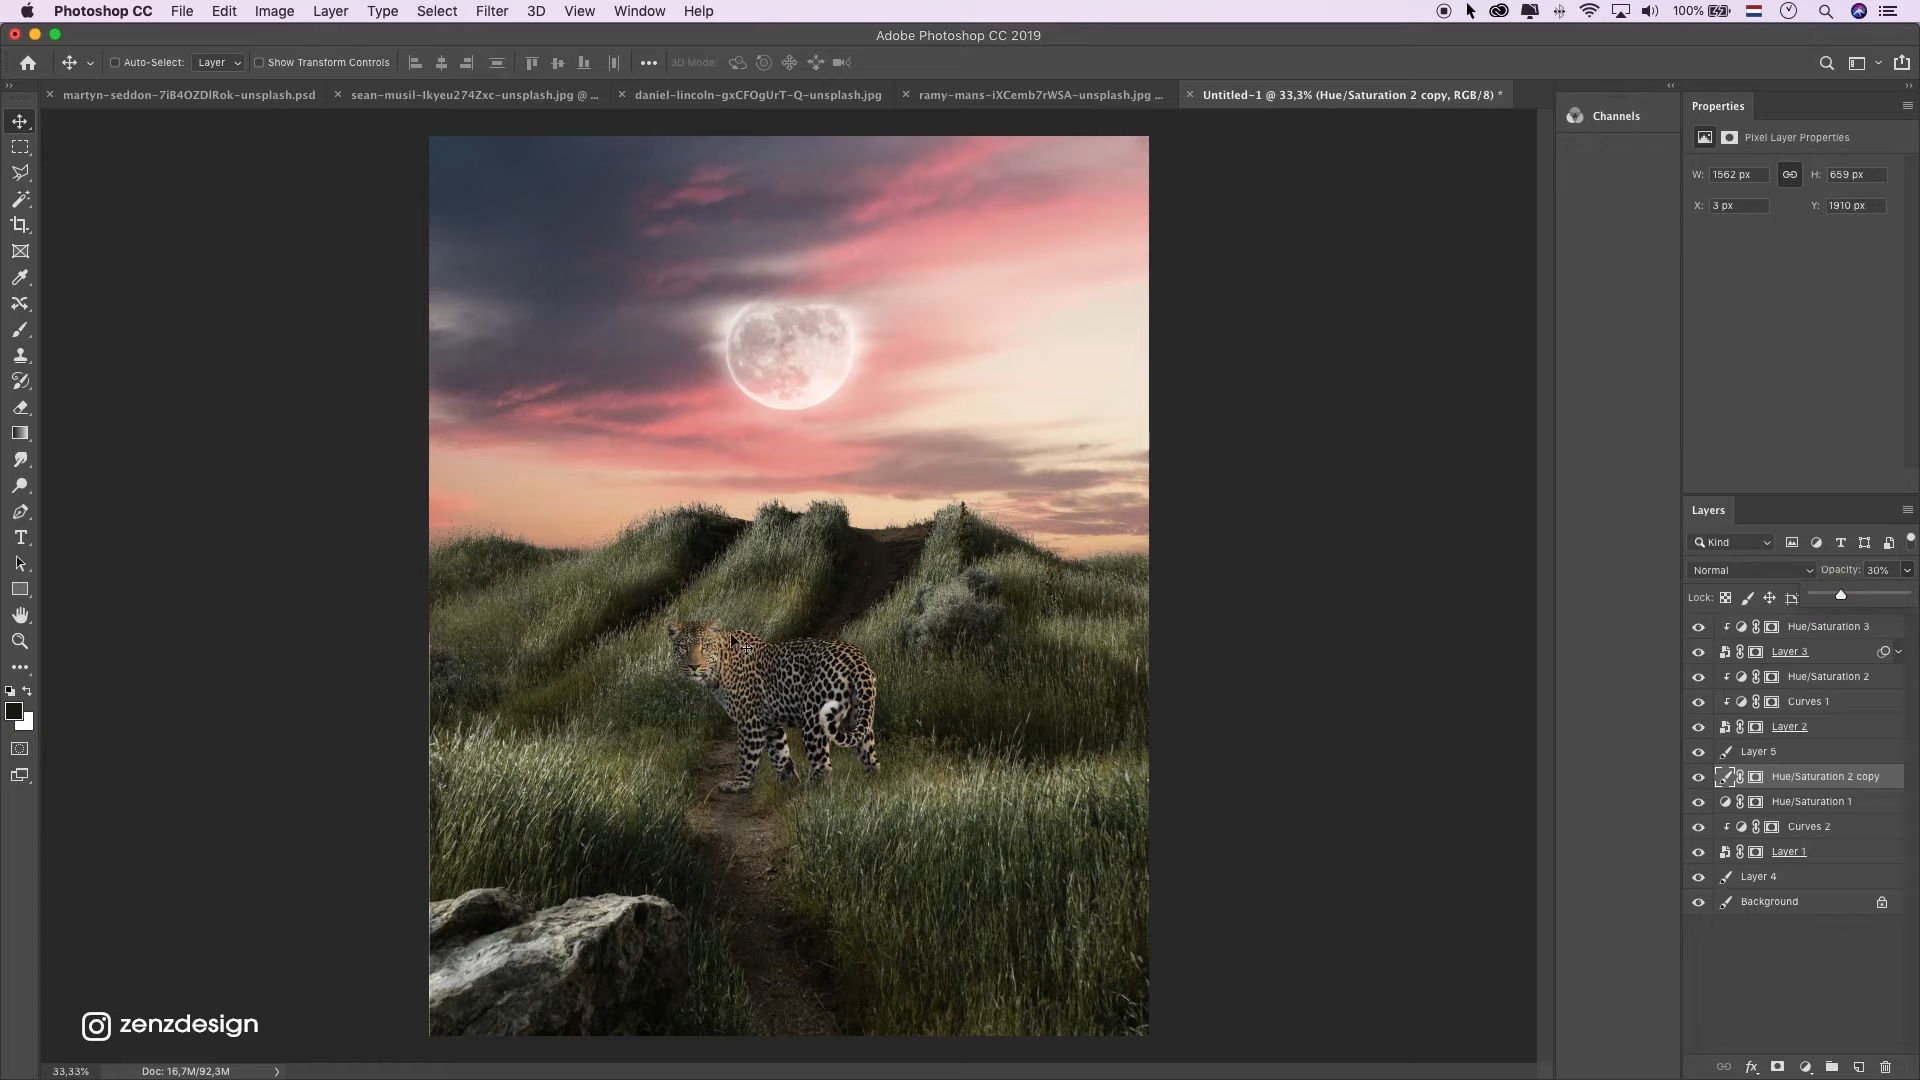 Photoshop CC File Edit Image Layer Type Select Filter 3D View Window Help 100%
Adobe Photoshop CC 2019
Auto-Select: Layer Show Transform Controls 3D Mode:
martyn-seddon-7iB4OZDlRok-unsplash.psd sean-musil-Ikyeu274Zxc-unsplash.jpg @ ... daniel-lincoln-gxCFOgUrT-Q-unsplash.jpg ramy-mans-iXCemb7rWSA-unsplash.jpg ... Untitled-1 @ 33,3% (Hue/Saturation 2 copy, RGB/8) *
Channels
Properties
Pixel Layer Properties
W: 1562 px H: 659 px
X: 3 px Y: 1910 px
Layers
Kind
Normal Opacity: 30%
Lock:
Hue/Saturation 3
Layer 3
Hue/Saturation 2
Curves 1
Layer 2
Layer 5
Hue/Saturation 2 copy
Hue/Saturation 1
Curves 2
Layer 1
Layer 4
Background
zenzdesign
33,33% Doc: 16,7M/92,3M